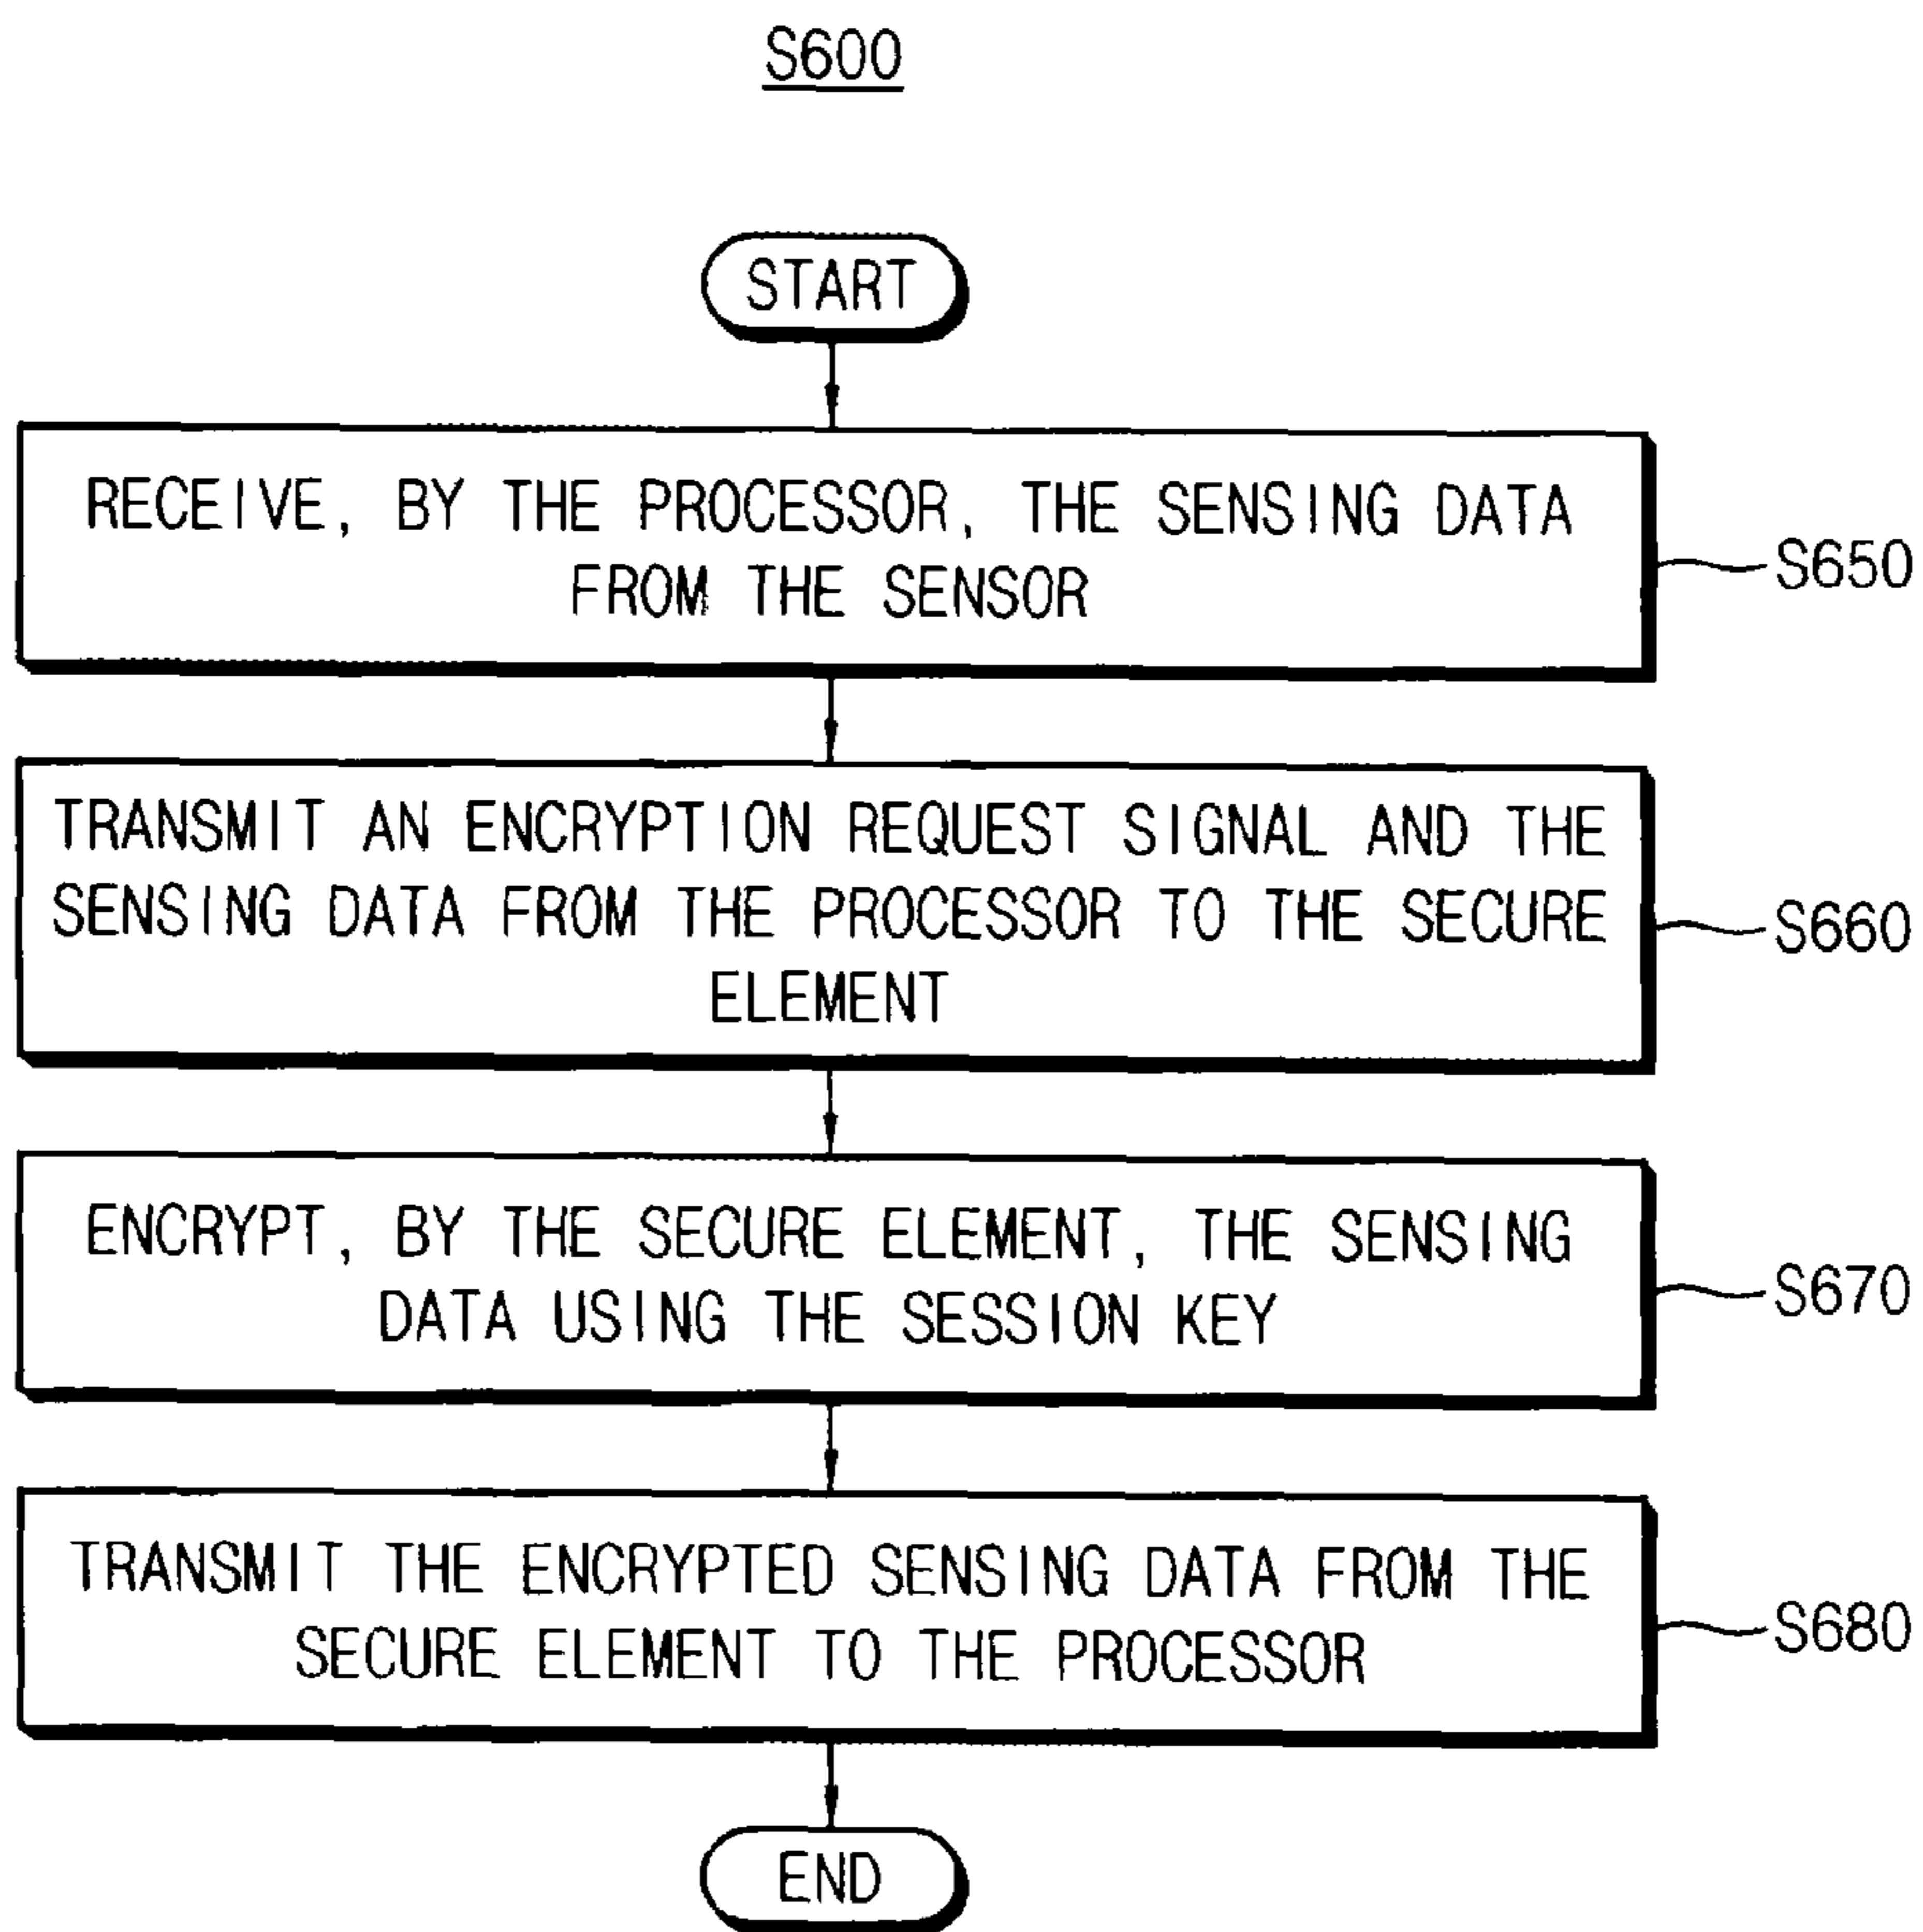 S600
START
RECEIVE, BY THE PROCESSOR, THE SENSING DATA
FROM THE SENSOR
S650
TRANSMIT AN ENCRYPTION REQUEST SIGNAL AND THE
SENSING DATA FROM THE PROCESSOR TO THE SECURE
ELEMENT
S660
ENCRYPT, BY THE SECURE ELEMENT, THE SENSING
DATA USING THE SESSION KEY
S670
TRANSMIT THE ENCRYPTED SENSING DATA FROM THE
SECURE ELEMENT TO THE PROCESSOR
S680
END